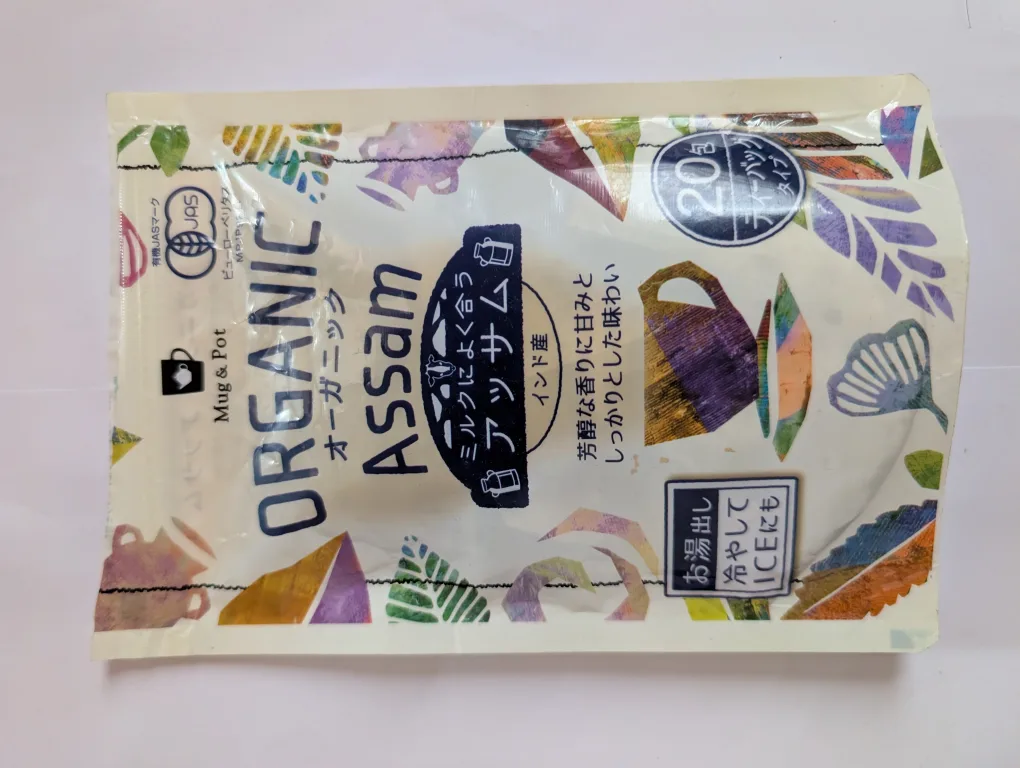 有機JASマーク
JAS
ビューローベリタス
Mug & Pot
ORGANIC
オーガニック
Assam
ミルクによく合う
アッサム
インド産
芳醇な香りに甘みと
しっかりとした味わい
20包
ティーバッグ
タイプ
お湯出し
冷やして
ICEにも